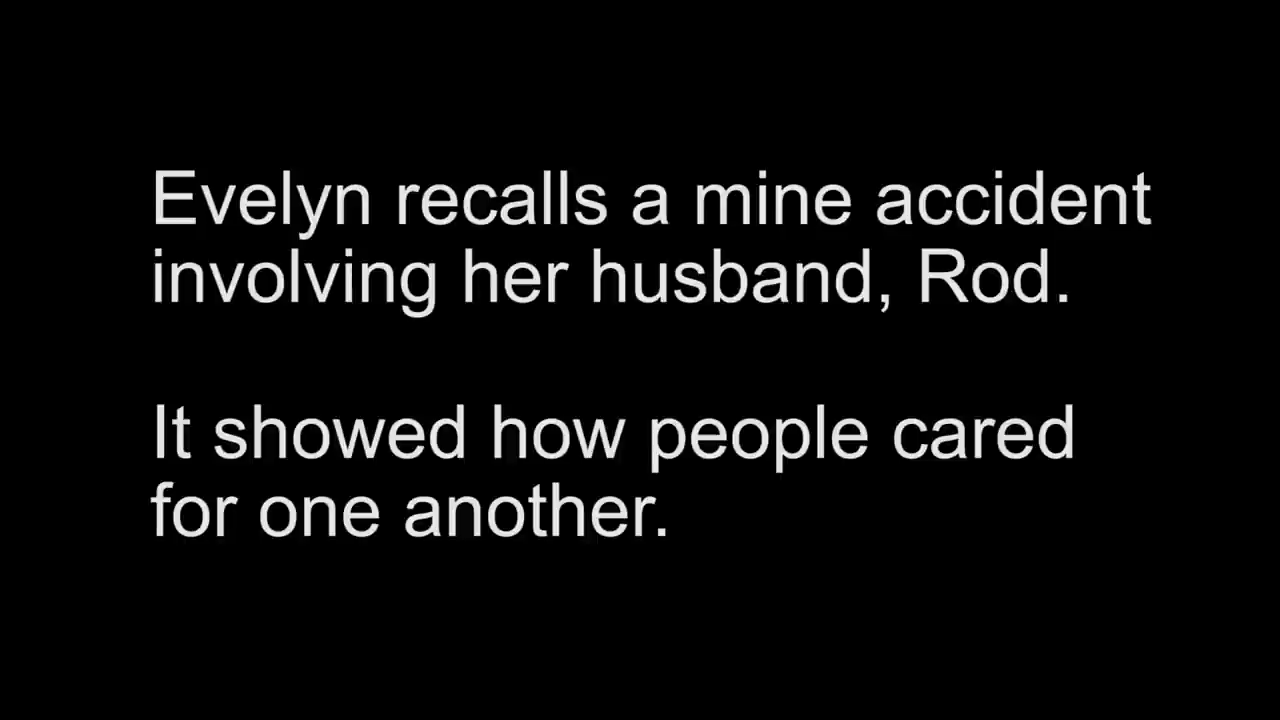 Evelyn recalls a mine accident
involving her husband, Rod.
It showed how people cared
for one another.